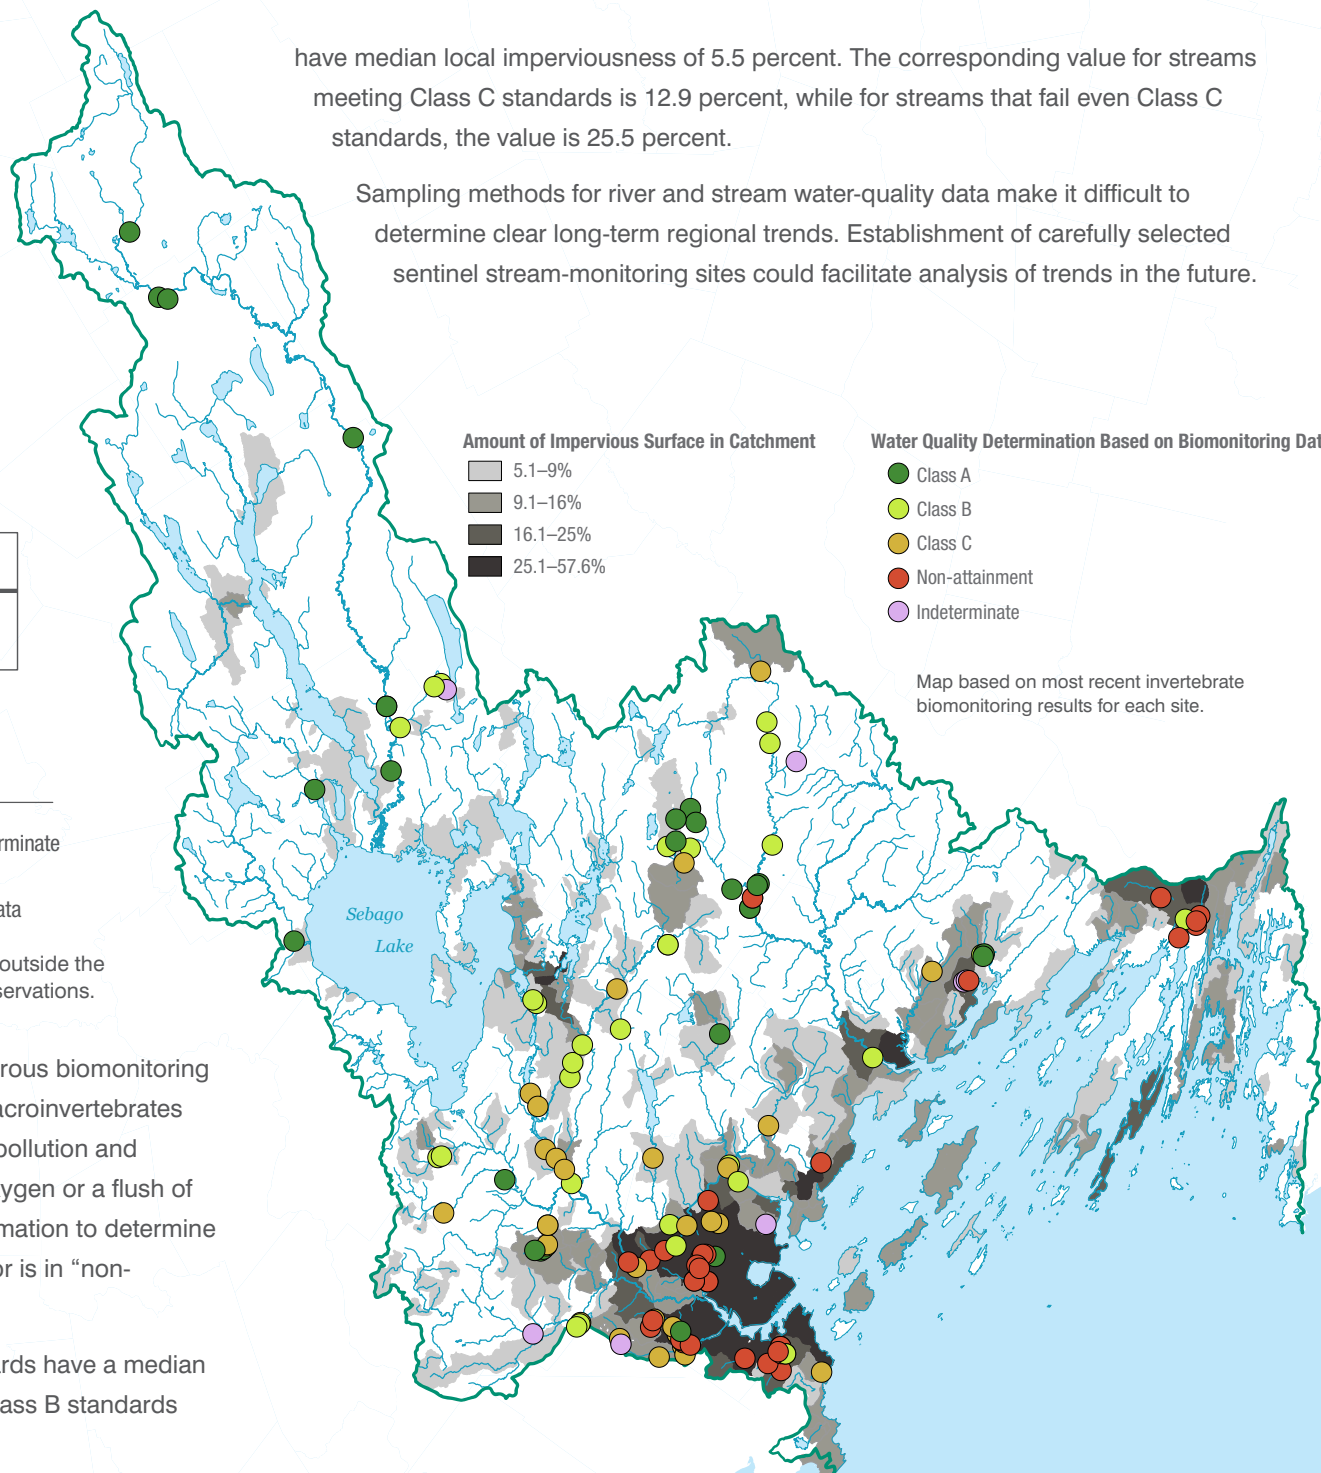 have median local imperviousness of 5.5 percent. The corresponding value for streams
meeting Class C standards is 12.9 percent, while for streams that fail even Class C
standards, the value is 25.5 percent.
Sampling methods for river and stream water-quality data make it difficult to
determine clear long-term regional trends. Establishment of carefully selected
sentinel stream-monitoring sites could facilitate analysis of trends in the future.
Amount of Impervious Surface in Catchment
5.1–9%
9.1–16%
16.1–25%
25.1–57.6%
Water Quality Determination Based on Biomonitoring Dat
Class A
Class B
Class C
Non-attainment
Indeterminate
Map based on most recent invertebrate
biomonitoring results for each site.
Sebago
Lake
rminate
ata
outside the
servations.
rous biomonitoring
acroinvertebrates
pollution and
ygen or a flush of
mation to determine
or is in “non-
ards have a median
lass B standards